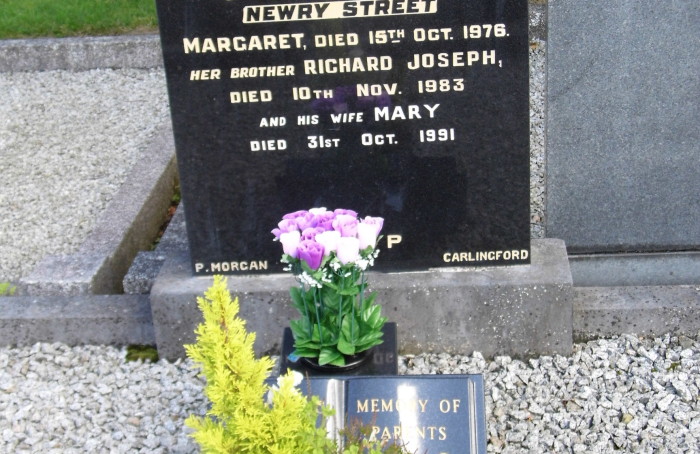 NEWRY STREET
MARGARET, DIED 15TH OCT. 1976.
HER BROTHER RICHARD JOSEPH,
DIED 10TH NOV. 1983
AND HIS WIFE MARY
DIED 31ST OCT. 1991
P
P. MORGAN
CARLINGFORD
MEMORY OF
PARENTS